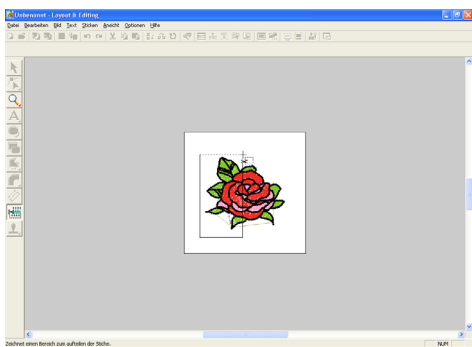 Unbenannt - Layout & Editing
Datei Bearbeiten Bild Text Sticken Ansicht Optionen Hilfe
Zeichnet einen Bereich zum aufteilen der Stiche.
NUM